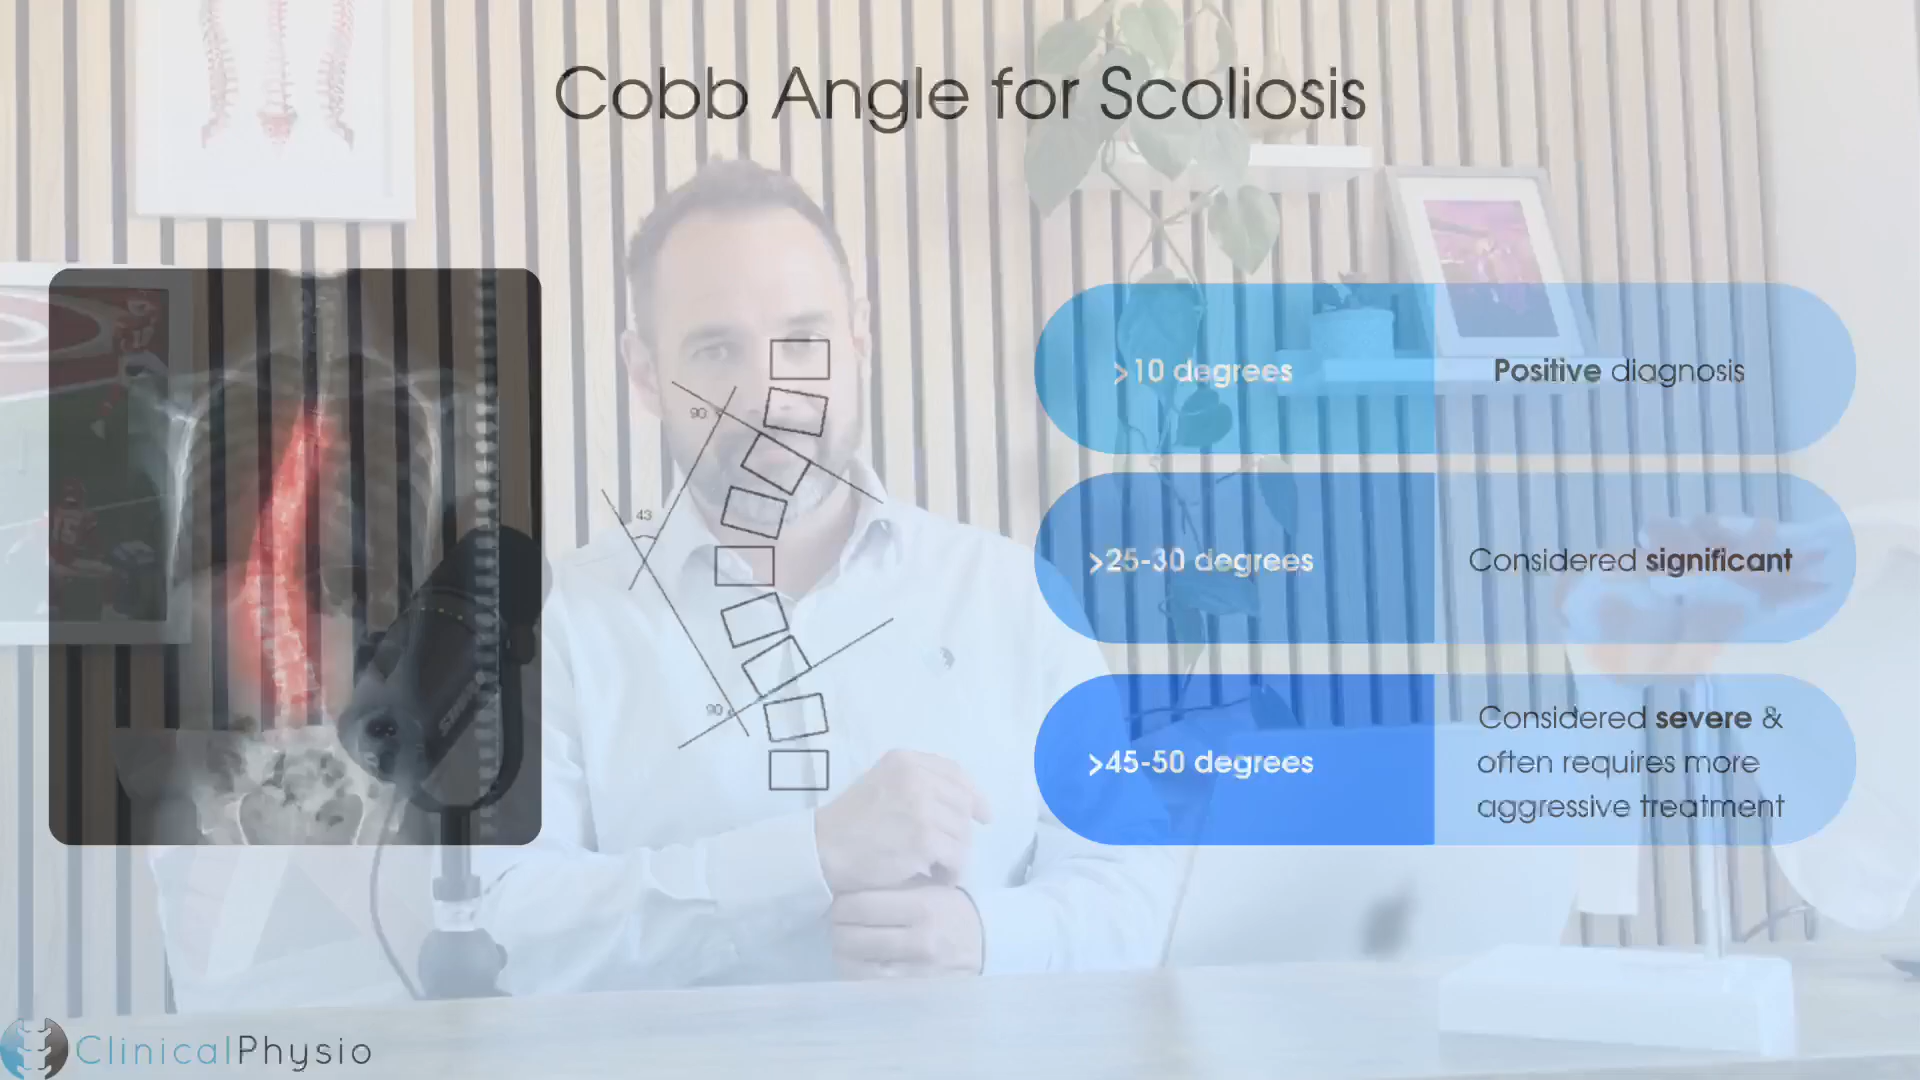 Cobb Angle for Scoliosis
90
43
90
>10 degrees
Positive diagnosis
>25-30 degrees
Considered significant
>45-50 degrees
Considered severe &
often requires more
aggressive treatment
ClinicalPhysio